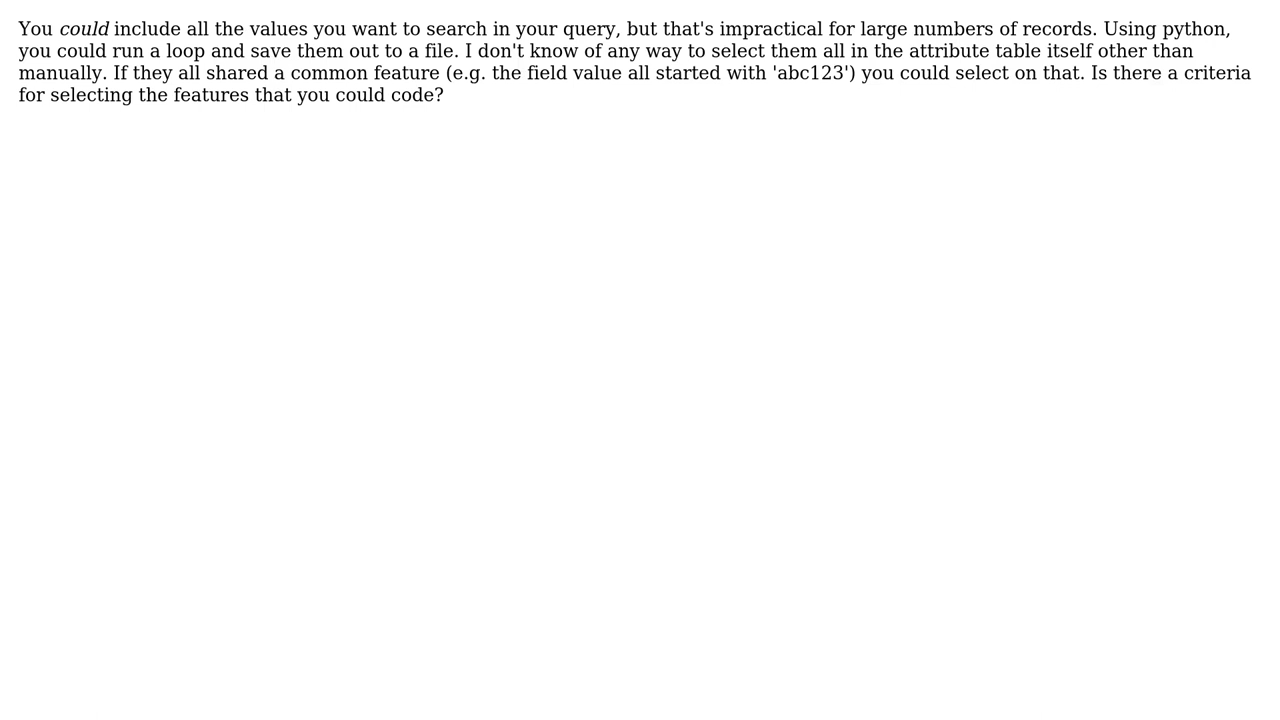 You could include all the values you want to search in your query, but that's impractical for large numbers of records. Using python,
you could run a loop and save them out to a file. I don't know of any way to select them all in the attribute table itself other than
manually. If they all shared a common feature (e.g. the field value all started with 'abc123') you could select on that. Is there a criteria
for selecting the features that you could code?